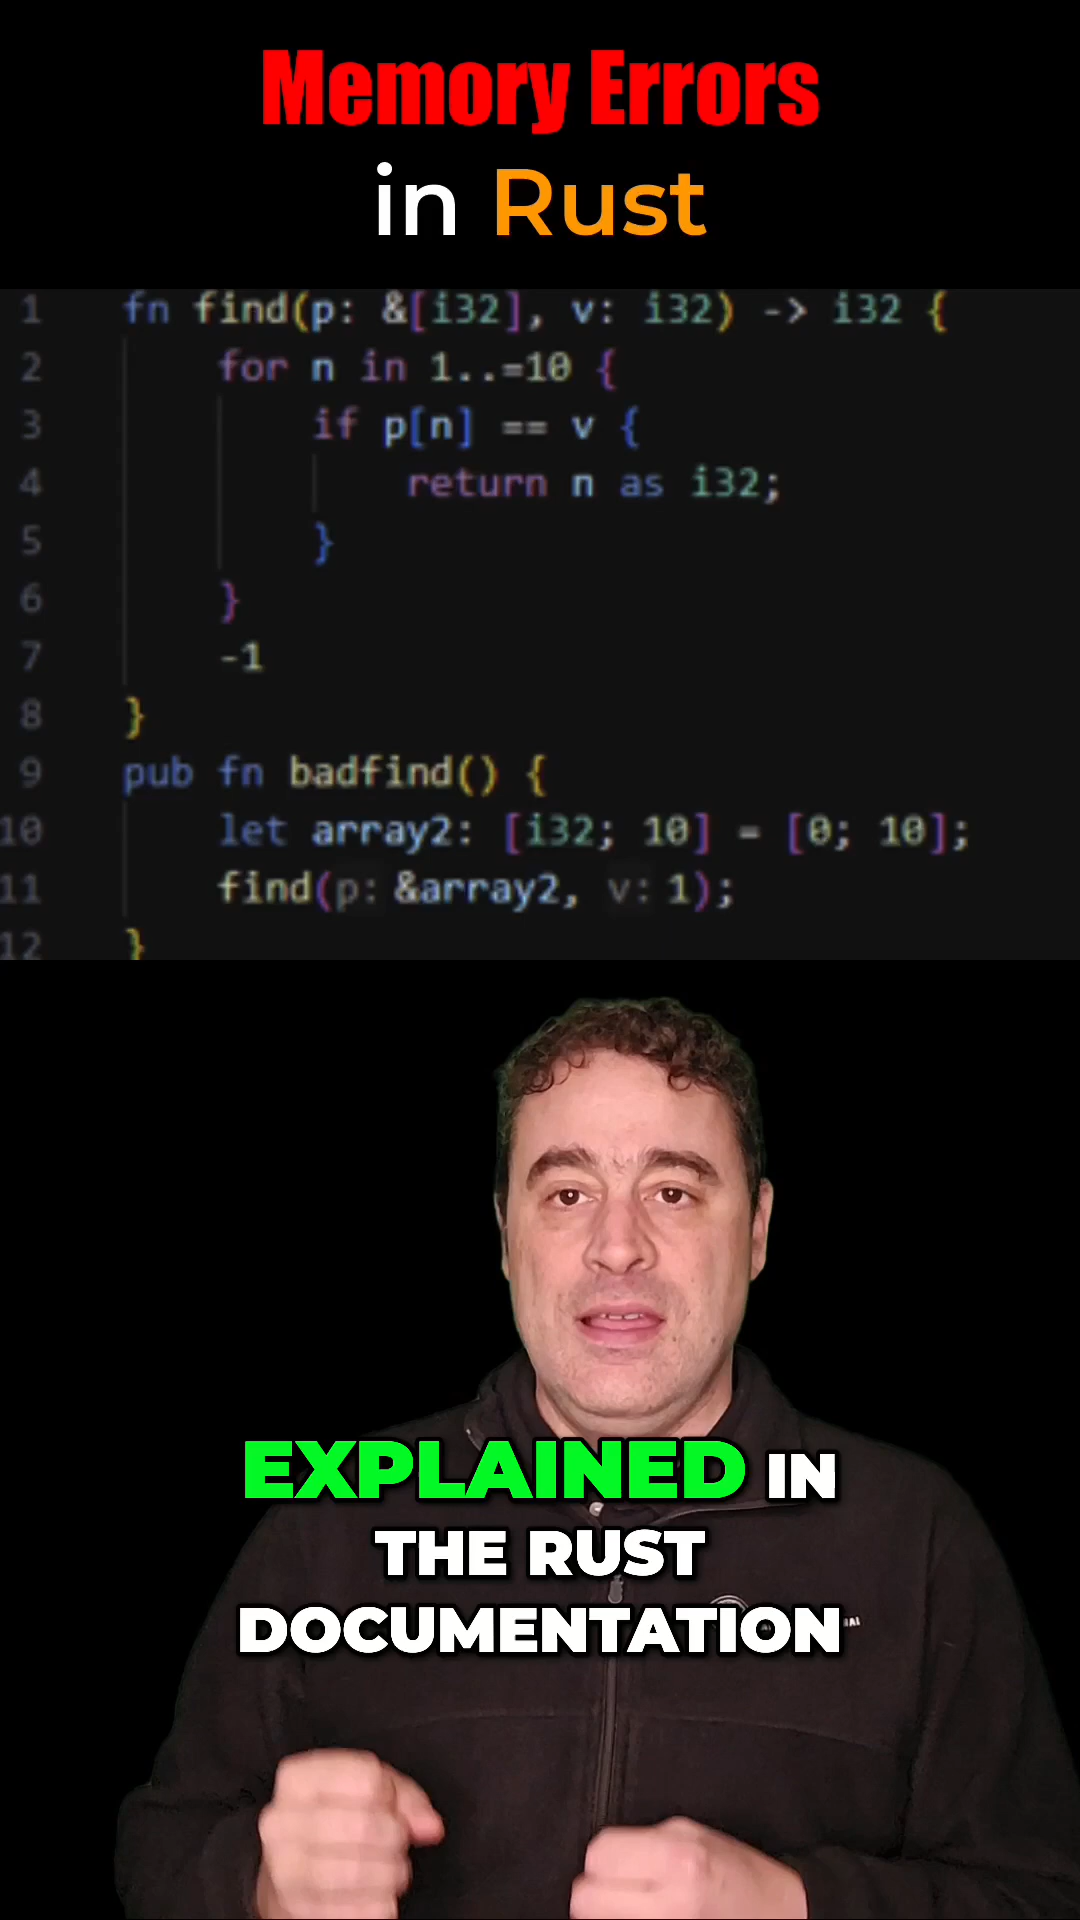 Memory Errors
in Rust
1 fn find(p: &[i32], v: i32) -> i32 {
2 for n in 1..=10 {
3 if p[n] == v {
4 return n as i32;
5 }
6 }
7 -1
8 }
9 pub fn badfind() {
10 let array2: [i32; 10] = [0; 10];
11 find(p: &array2, v: 1);
12 }
EXPLAINED IN
THE RUST
DOCUMENTATION